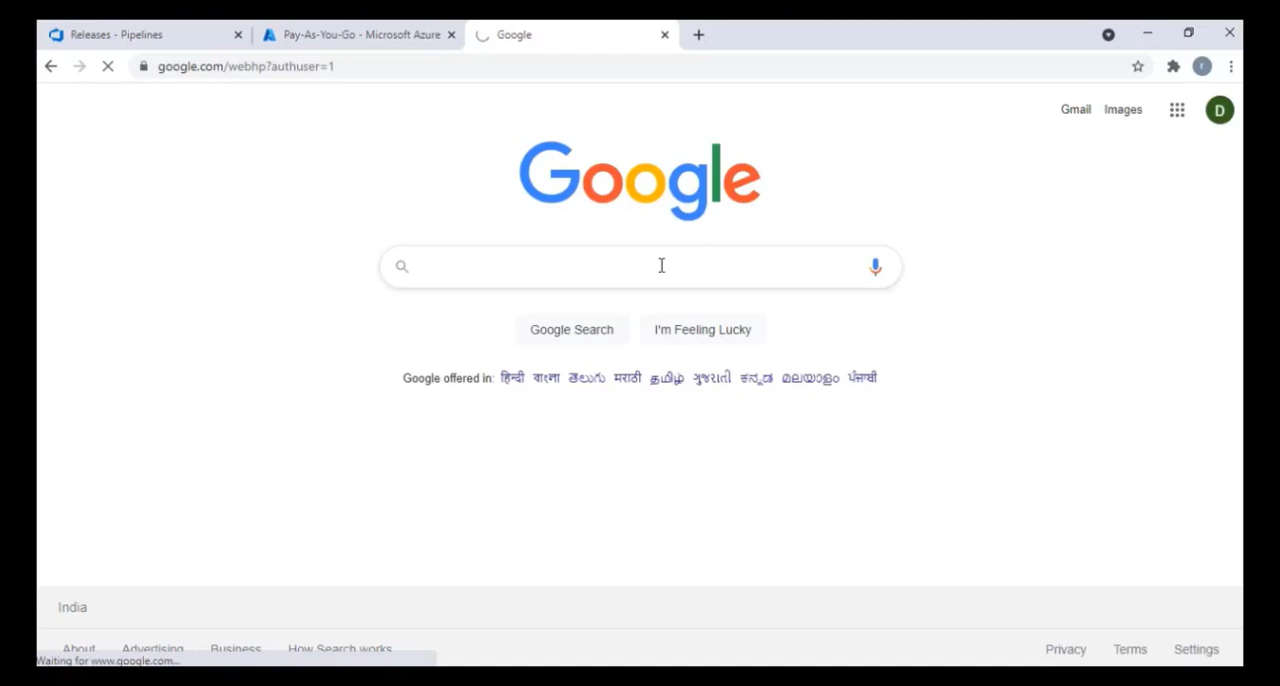 Releases - Pipelines
Pay-As-You-Go - Microsoft Azure
Google
google.com/webhp?authuser=1
Gmail Images
D
Google
Google Search I'm Feeling Lucky
Google offered in: हिन्दी বাংলা తెలుగు मराठी தமிழ் ગુજરાતી ಕನ್ನಡ മലയാളം ਪੰਜਾਬੀ
India
About Advertising Business How Search works Privacy Terms Settings
Waiting for www.google.com...